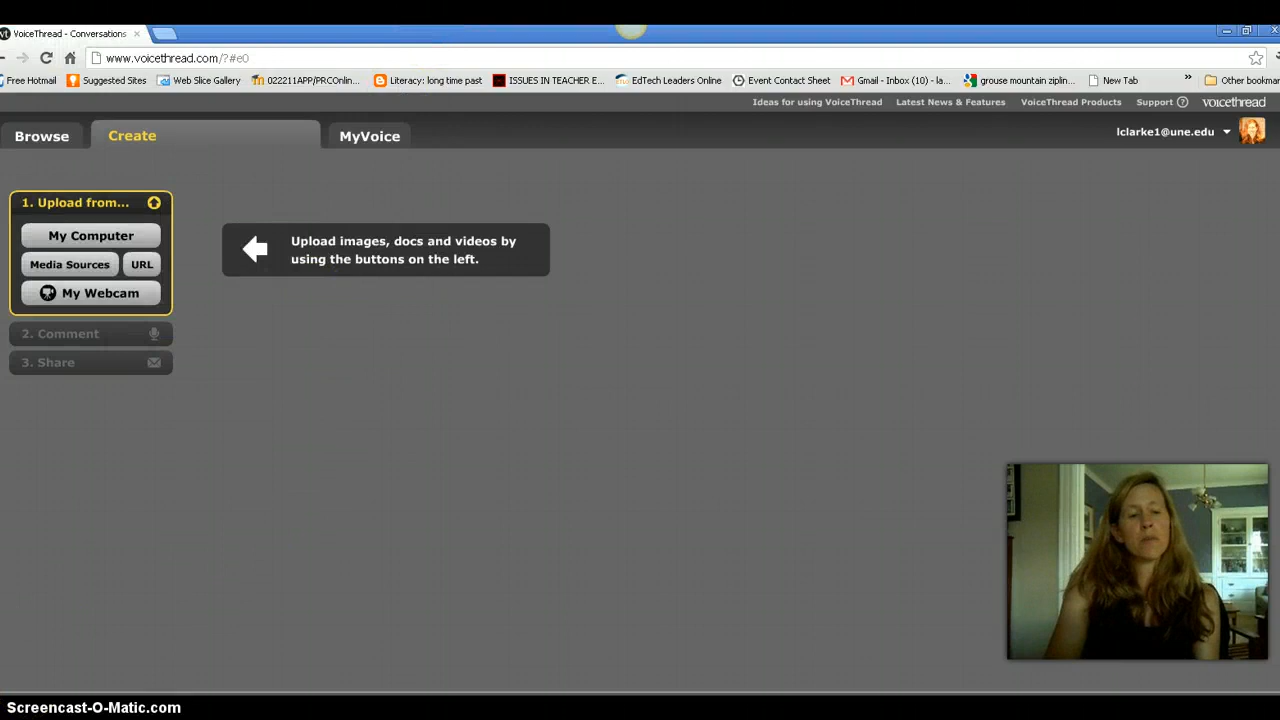 VoiceThread - Conversations
www.voicethread.com/?#e0
Free Hotmail Suggested Sites Web Slice Gallery 022211APP/PRCOnlin... Literacy: long time past ISSUES IN TEACHER E... EdTech Leaders Online Event Contact Sheet Gmail - Inbox (10) - la... grouse mountain ziplin... New Tab » Other bookmar
Ideas for using VoiceThread Latest News & Features VoiceThread Products Support ? voicethread
Browse Create MyVoice lclarke1@une.edu
1. Upload from...
My Computer
Media Sources URL
My Webcam
2. Comment
3. Share
Upload images, docs and videos by
using the buttons on the left.
Screencast-O-Matic.com